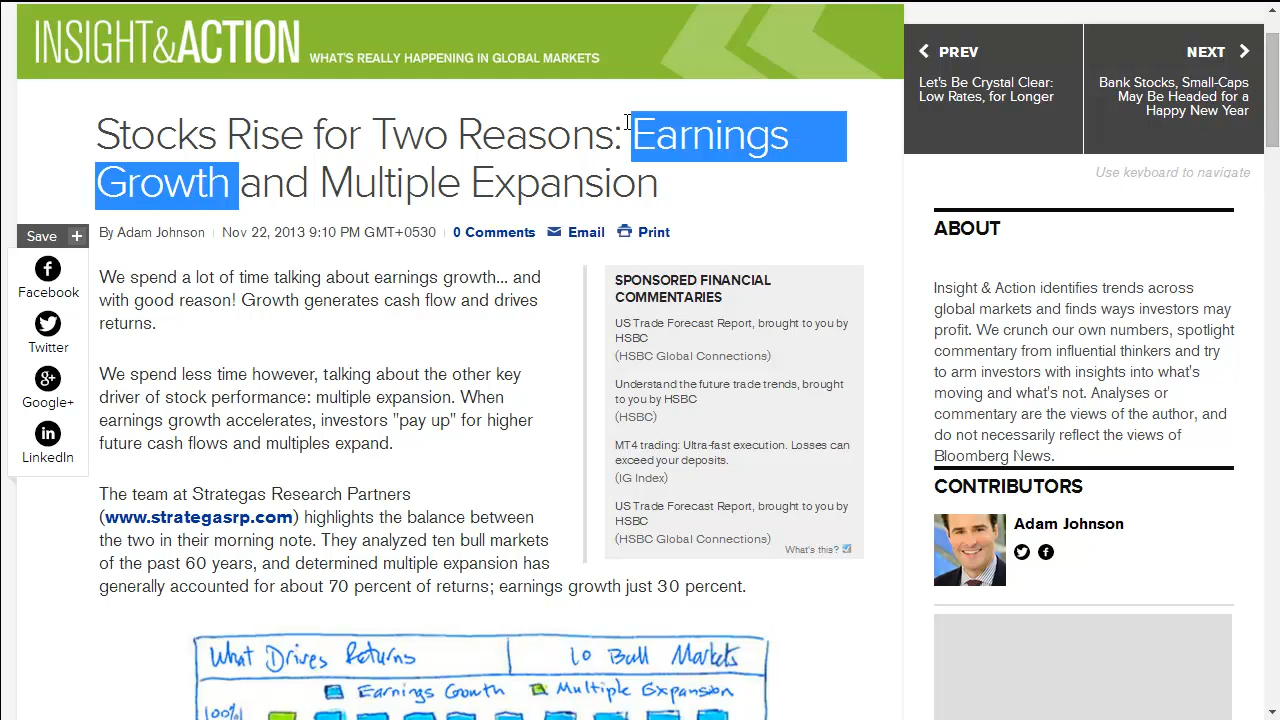 INSIGHT&ACTION WHAT'S REALLY HAPPENING IN GLOBAL MARKETS
PREV
Let's Be Crystal Clear:
Low Rates, for Longer
NEXT
Bank Stocks, Small-Caps
May Be Headed for a
Happy New Year
Use keyboard to navigate
Stocks Rise for Two Reasons: Earnings
Growth and Multiple Expansion
By Adam Johnson Nov 22, 2013 9:10 PM GMT+0530 0 Comments Email Print
Save +
Facebook
Twitter
Google+
LinkedIn
We spend a lot of time talking about earnings growth... and
with good reason! Growth generates cash flow and drives
returns.
We spend less time however, talking about the other key
driver of stock performance: multiple expansion. When
earnings growth accelerates, investors "pay up" for higher
future cash flows and multiples expand.
The team at Strategas Research Partners
(www.strategasrp.com) highlights the balance between
the two in their morning note. They analyzed ten bull markets
of the past 60 years, and determined multiple expansion has
generally accounted for about 70 percent of returns; earnings growth just 30 percent.
SPONSORED FINANCIAL
COMMENTARIES
US Trade Forecast Report, brought to you by
HSBC
(HSBC Global Connections)
Understand the future trade trends, brought
to you by HSBC
(HSBC)
MT4 trading: Ultra-fast execution. Losses can
exceed your deposits.
(IG Index)
US Trade Forecast Report, brought to you by
HSBC
(HSBC Global Connections)
What's this?
What Drives Returns 10 Bull Markets
Earnings Growth Multiple Expansion
100%
ABOUT
Insight & Action identifies trends across
global markets and finds ways investors may
profit. We crunch our own numbers, spotlight
commentary from influential thinkers and try
to arm investors with insights into what's
moving and what's not. Analyses or
commentary are the views of the author, and
do not necessarily reflect the views of
Bloomberg News.
CONTRIBUTORS
Adam Johnson